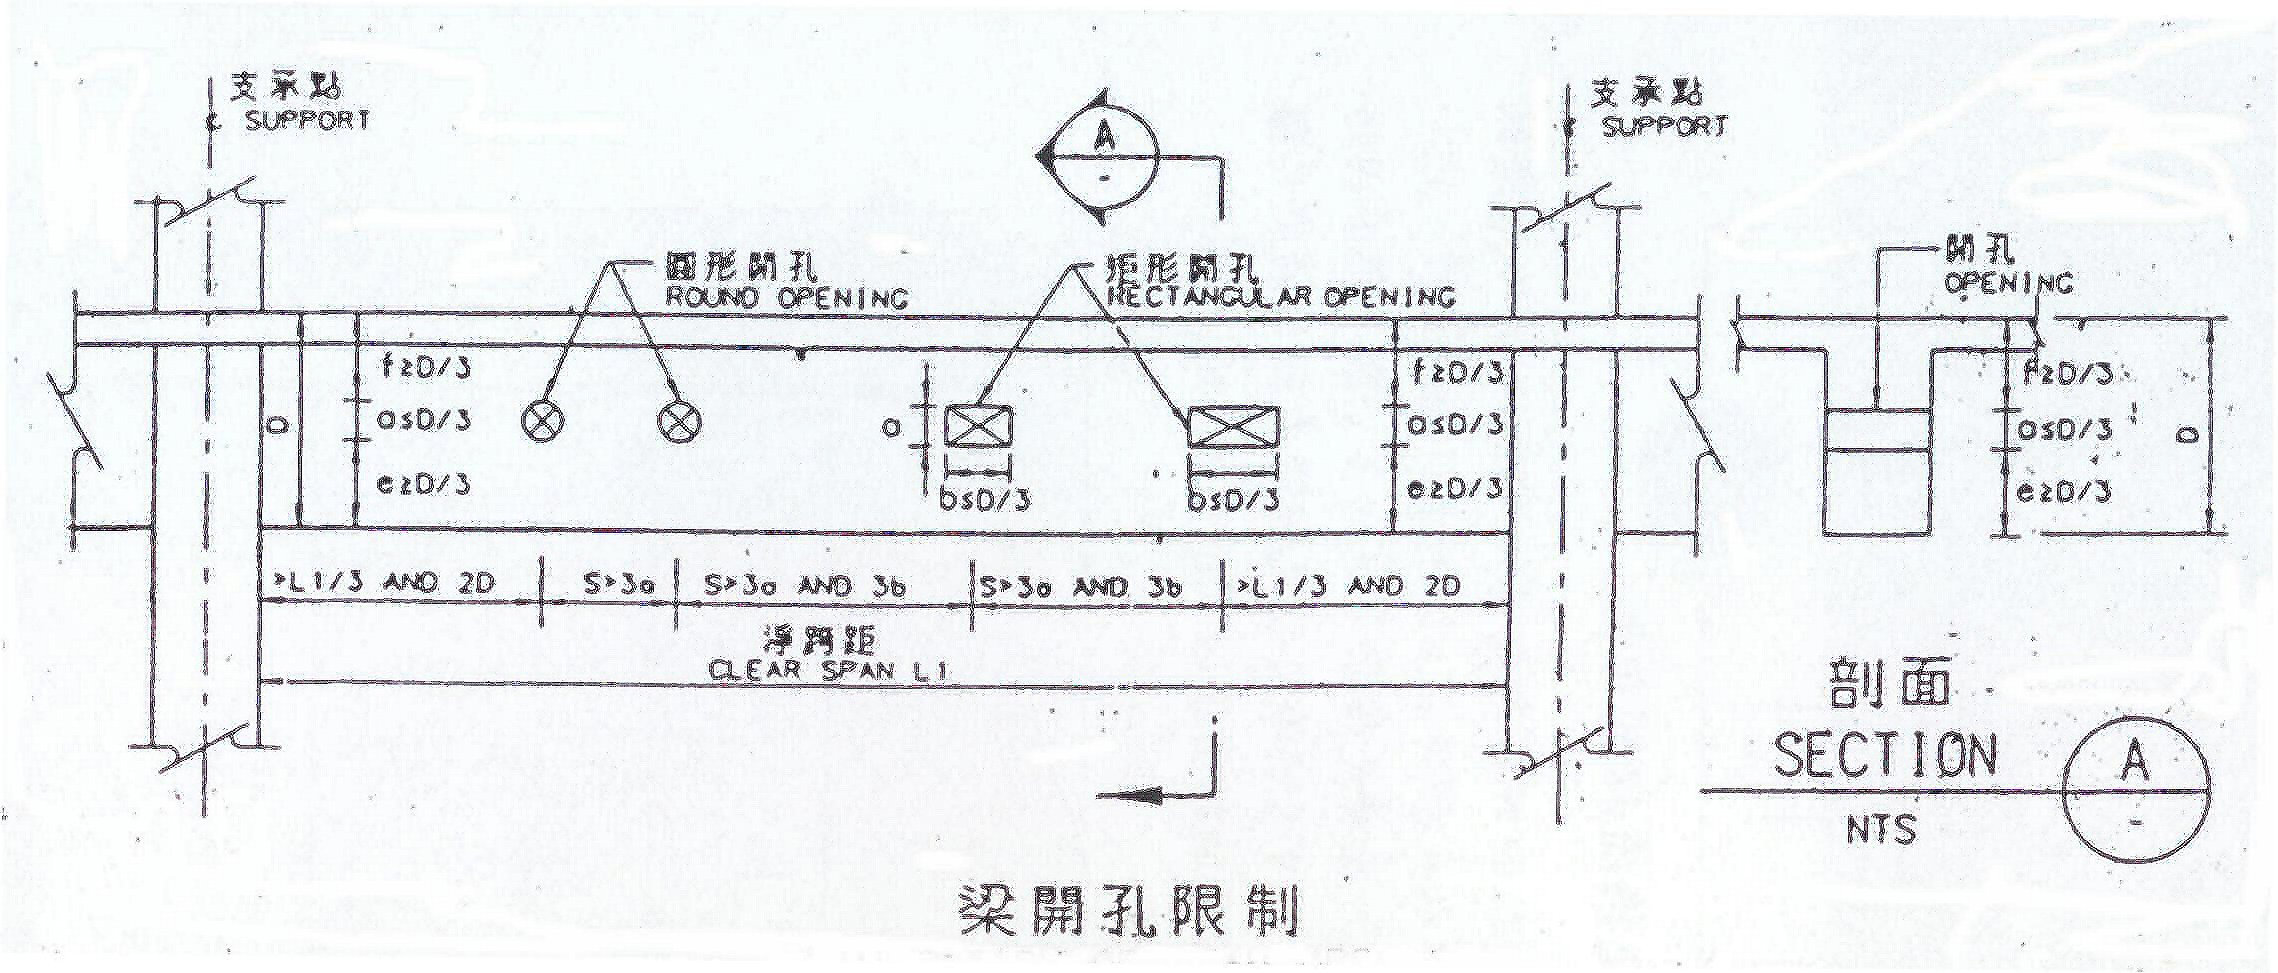 支承點
SUPPORT
支承點
SUPPORT
A
-
圓形開孔
ROUND OPENING
矩形開孔
RECTANGULAR OPENING
開孔
OPENING
D
f≥D/3
a≤D/3
e≥D/3
a
b≤D/3
b≤D/3
f≥D/3
a≤D/3
e≥D/3
f≥D/3
a≤D/3
e≥D/3
D
>L1/3 AND 2D
S>3a
S>3a AND 3b
S>3a AND 3b
>L1/3 AND 2D
淨跨距
CLEAR SPAN L1
剖面
SECTION
A
-
NTS
梁開孔限制